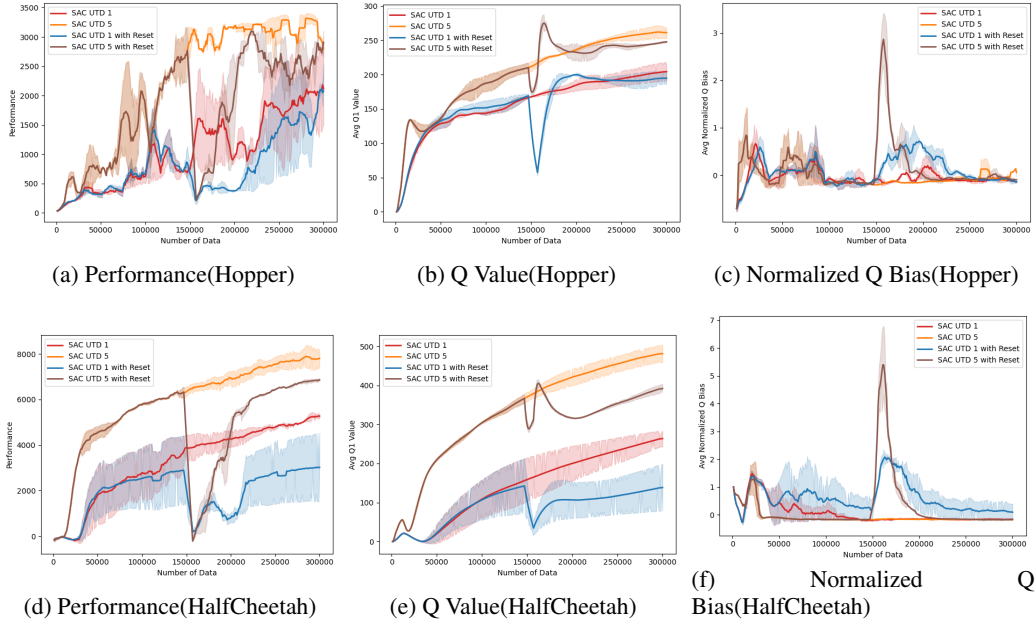 SAC UTD 1
SAC UTD 5
SAC UTD 1 with Reset
SAC UTD 5 with Reset
Performance
3500
3000
2500
2000
1500
1000
500
0
0 50000 100000 150000 200000 250000 300000
Number of Data
(a) Performance(Hopper)
SAC UTD 1
SAC UTD 5
SAC UTD 1 with Reset
SAC UTD 5 with Reset
Avg Q1 Value
300
250
200
150
100
50
0
0 50000 100000 150000 200000 250000 300000
Number of Data
(b) Q Value(Hopper)
SAC UTD 1
SAC UTD 5
SAC UTD 1 with Reset
SAC UTD 5 with Reset
Avg Normalized Q Bias
3
2
1
0
0 50000 100000 150000 200000 250000 300000
Number of Data
(c) Normalized Q Bias(Hopper)
SAC UTD 1
SAC UTD 5
SAC UTD 1 with Reset
SAC UTD 5 with Reset
Performance
8000
6000
4000
2000
0
0 50000 100000 150000 200000 250000 300000
Number of Data
(d) Performance(HalfCheetah)
SAC UTD 1
SAC UTD 5
SAC UTD 1 with Reset
SAC UTD 5 with Reset
Avg Q1 Value
500
400
300
200
100
0
0 50000 100000 150000 200000 250000 300000
Number of Data
(e) Q Value(HalfCheetah)
SAC UTD 1
SAC UTD 5
SAC UTD 1 with Reset
SAC UTD 5 with Reset
Avg Normalized Q Bias
7
6
5
4
3
2
1
0
0 50000 100000 150000 200000 250000 300000
Number of Data
(f) Normalized Q
Bias(HalfCheetah)